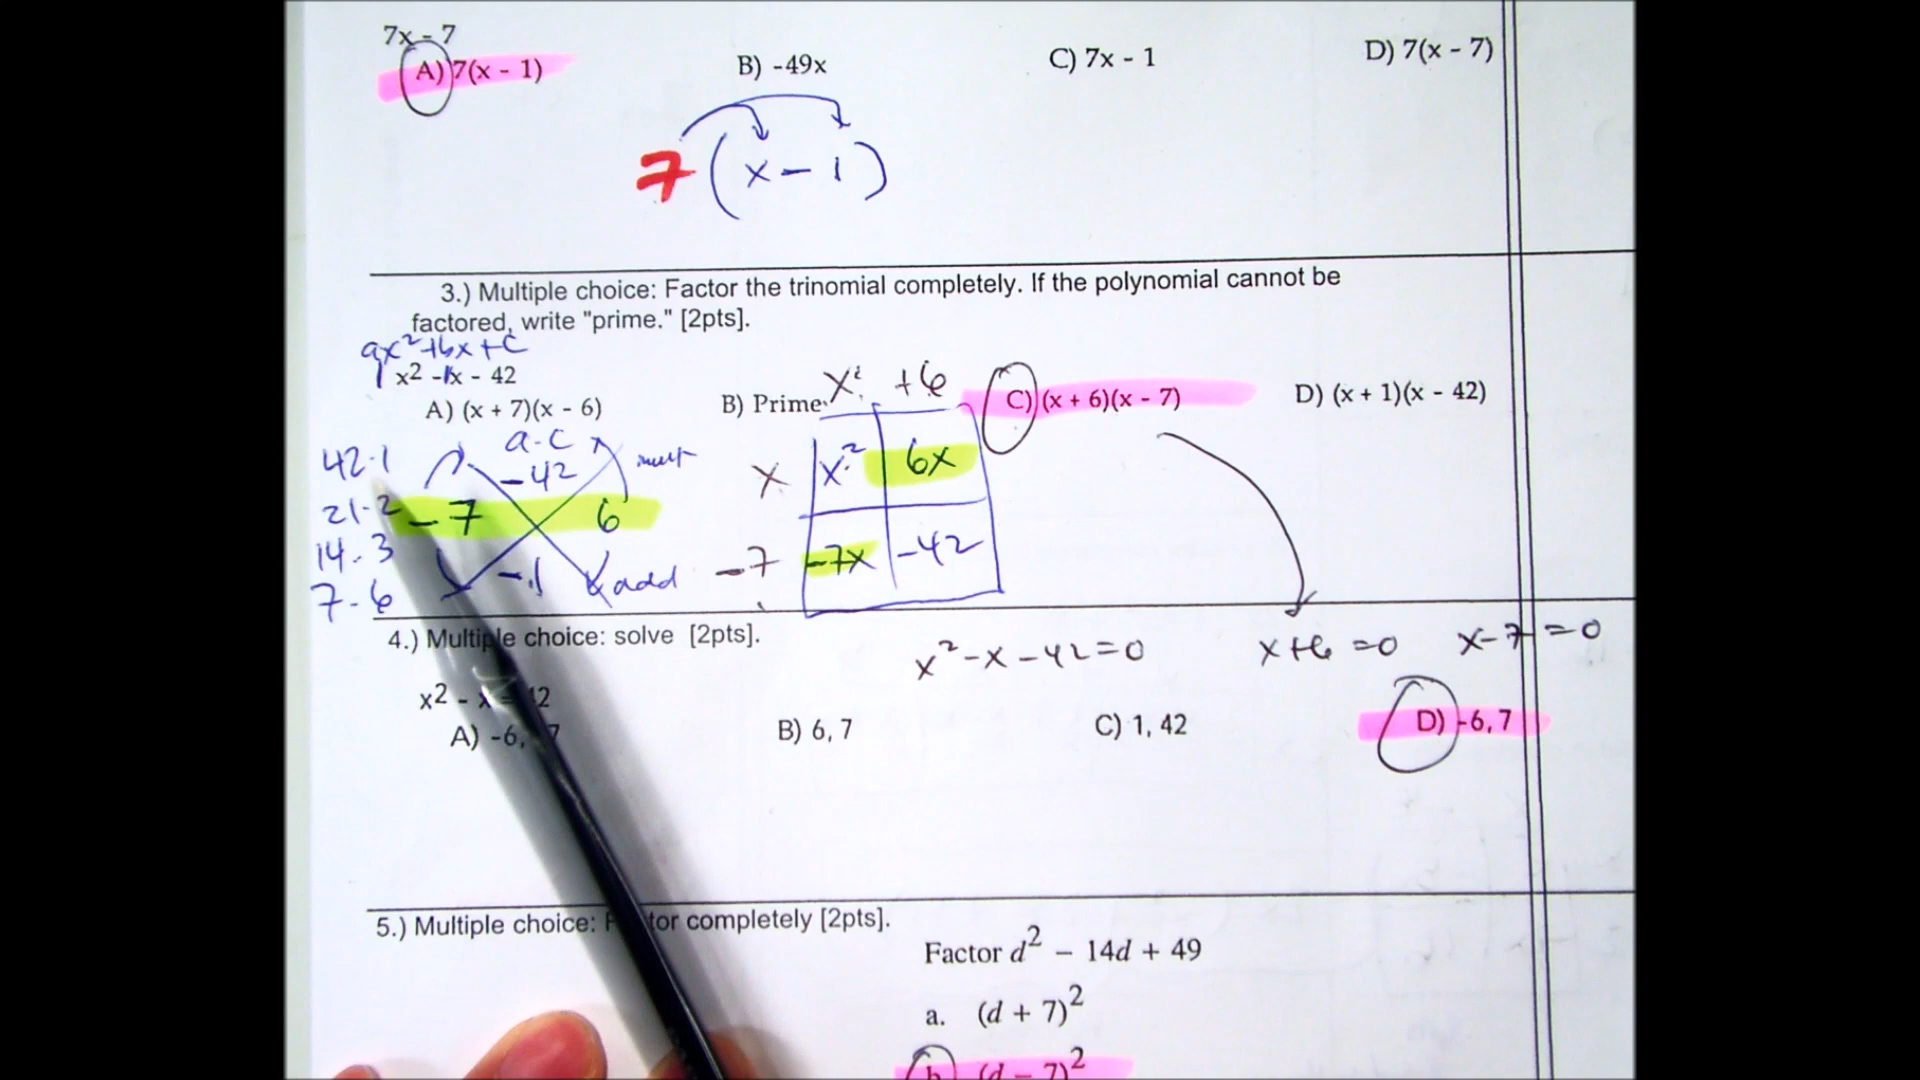 7x - 7
A) 7(x - 1) B) -49x C) 7x - 1 D) 7(x - 7)
7(x - 1)
3.) Multiple choice: Factor the trinomial completely. If the polynomial cannot be
factored, write "prime." [2pts].
ax² + bx + c
1x2 - 1x - 42
A) (x + 7)(x - 6) B) Prime C) (x + 6)(x - 7) D) (x + 1)(x - 42)
x +6
42·1 a·c mult
-42 x x² 6x
21·2 -7 6
14·3 -7 -7x -42
7·6 -1 add
4.) Multiple choice: solve [2pts].
x² - x - 42 = 0 x+6 =0 x-7 =0
x2 - x
A) -6, B) 6, 7 C) 1, 42 D) -6, 7
5.) Multiple choice: completely [2pts].
Factor d2 - 14d + 49
a. (d + 7)2
b (d - 7)2